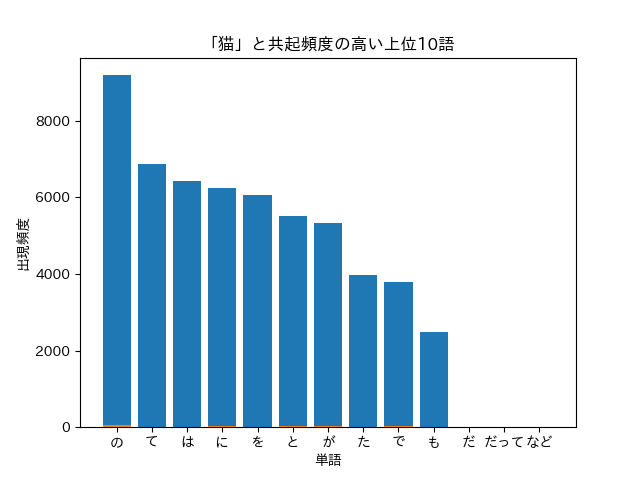 「猫」と共起頻度の高い上位10語
出現頻度
8000
6000
4000
2000
0
の て は に を と が た で も だ だって など
単語